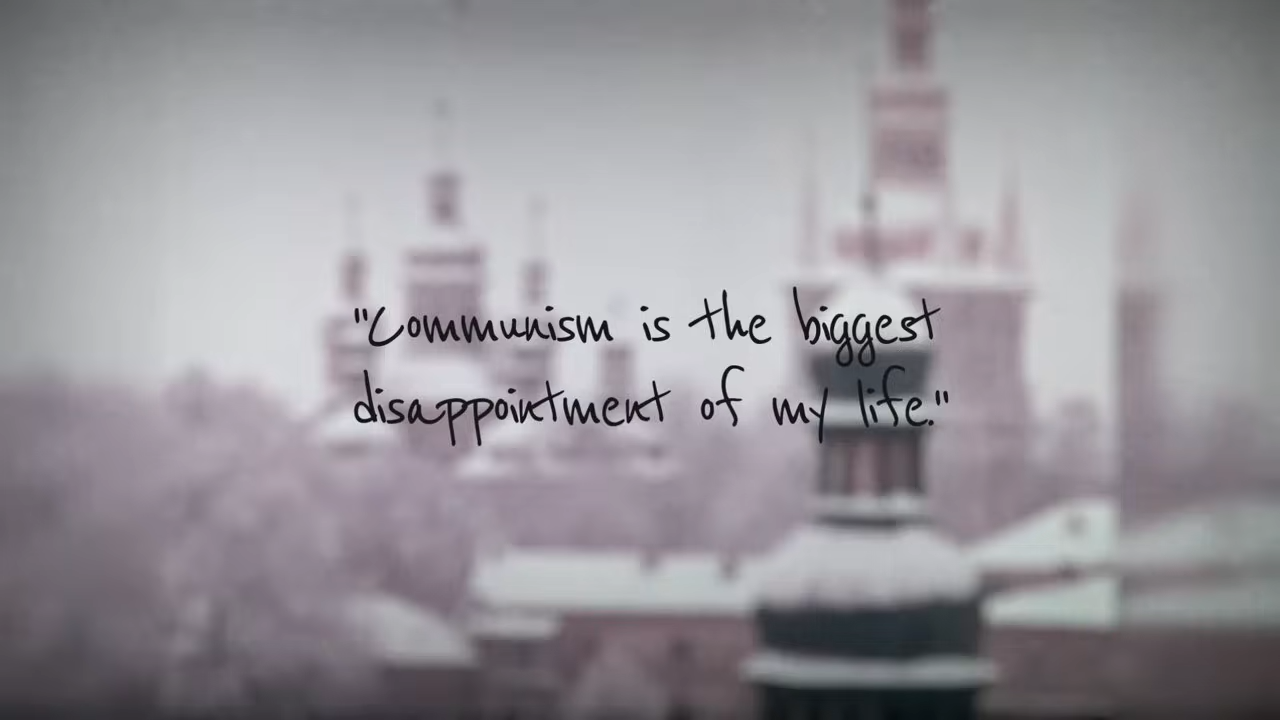 "Communism is the biggest
disappointment of my life."